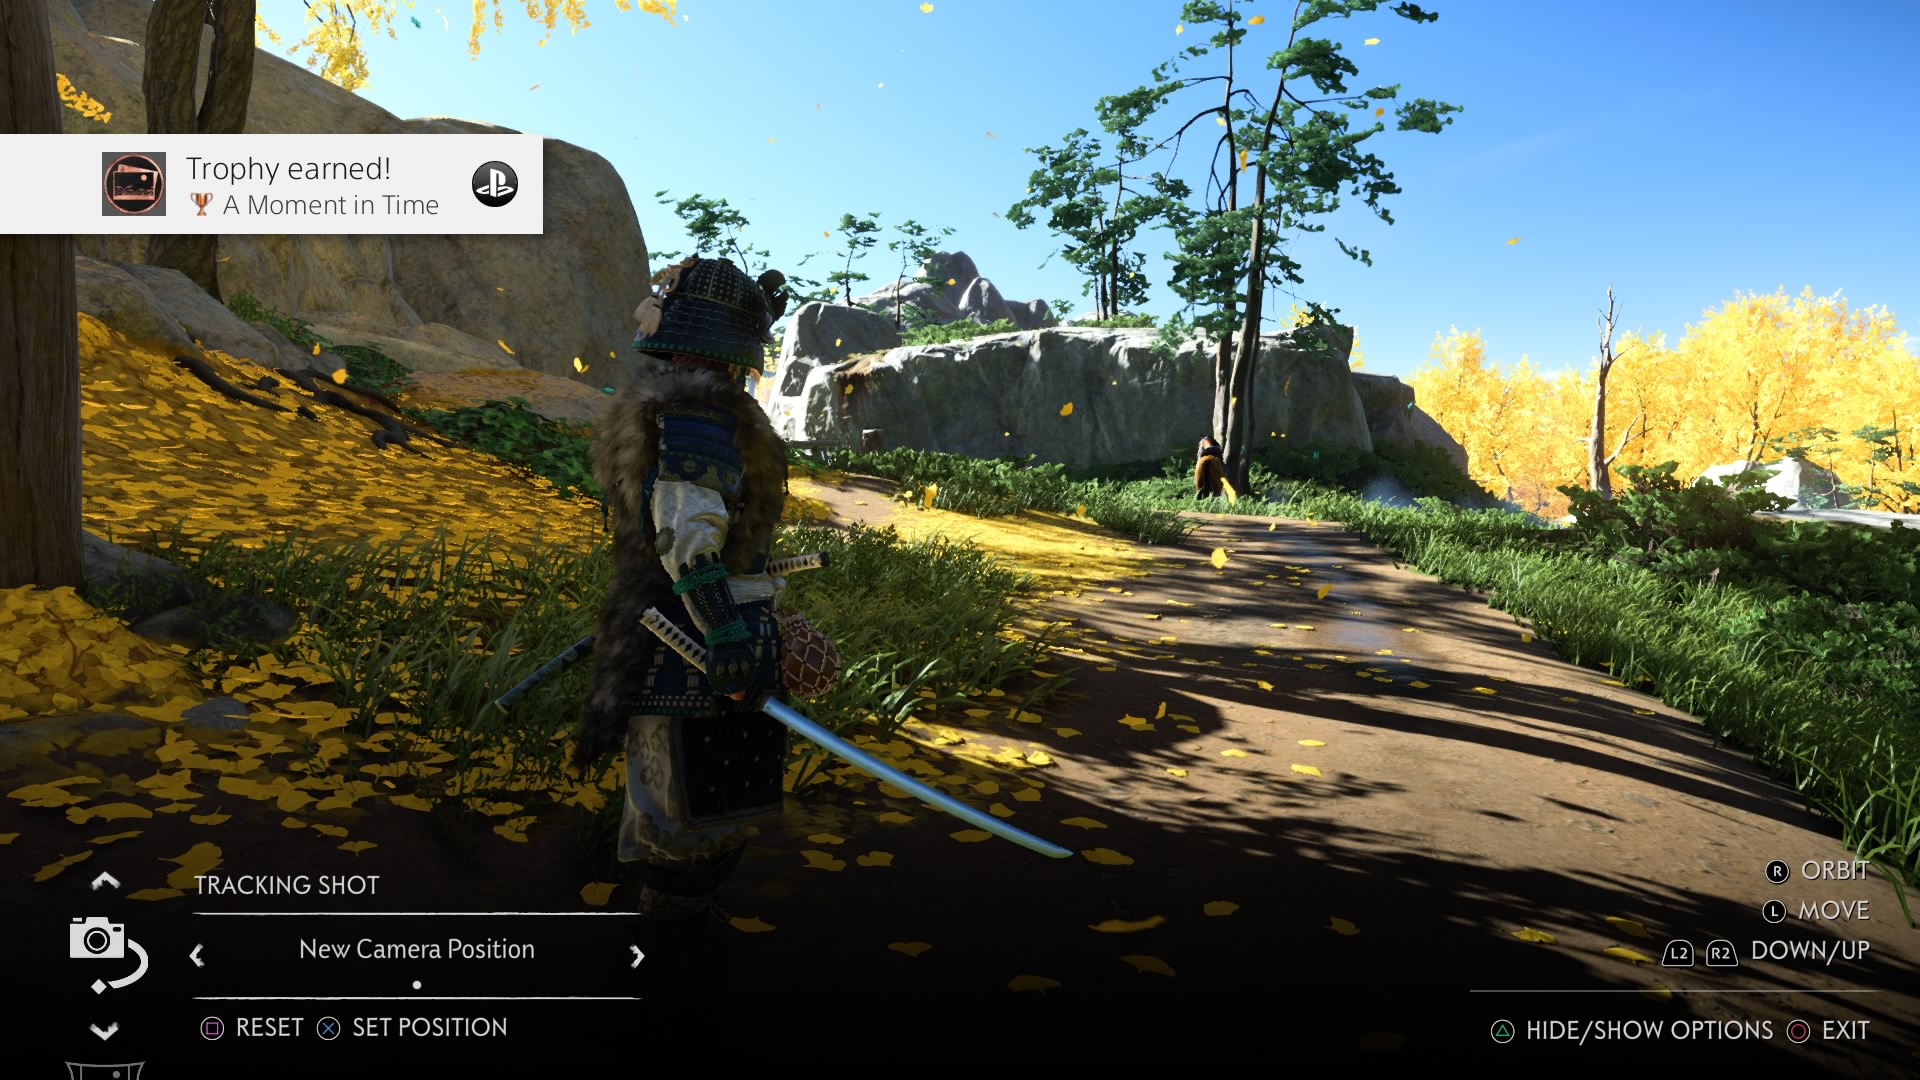 Trophy earned!
A Moment in Time
TRACKING SHOT
New Camera Position
RESET SET POSITION
R ORBIT
L MOVE
L2 R2 DOWN/UP
HIDE/SHOW OPTIONS EXIT